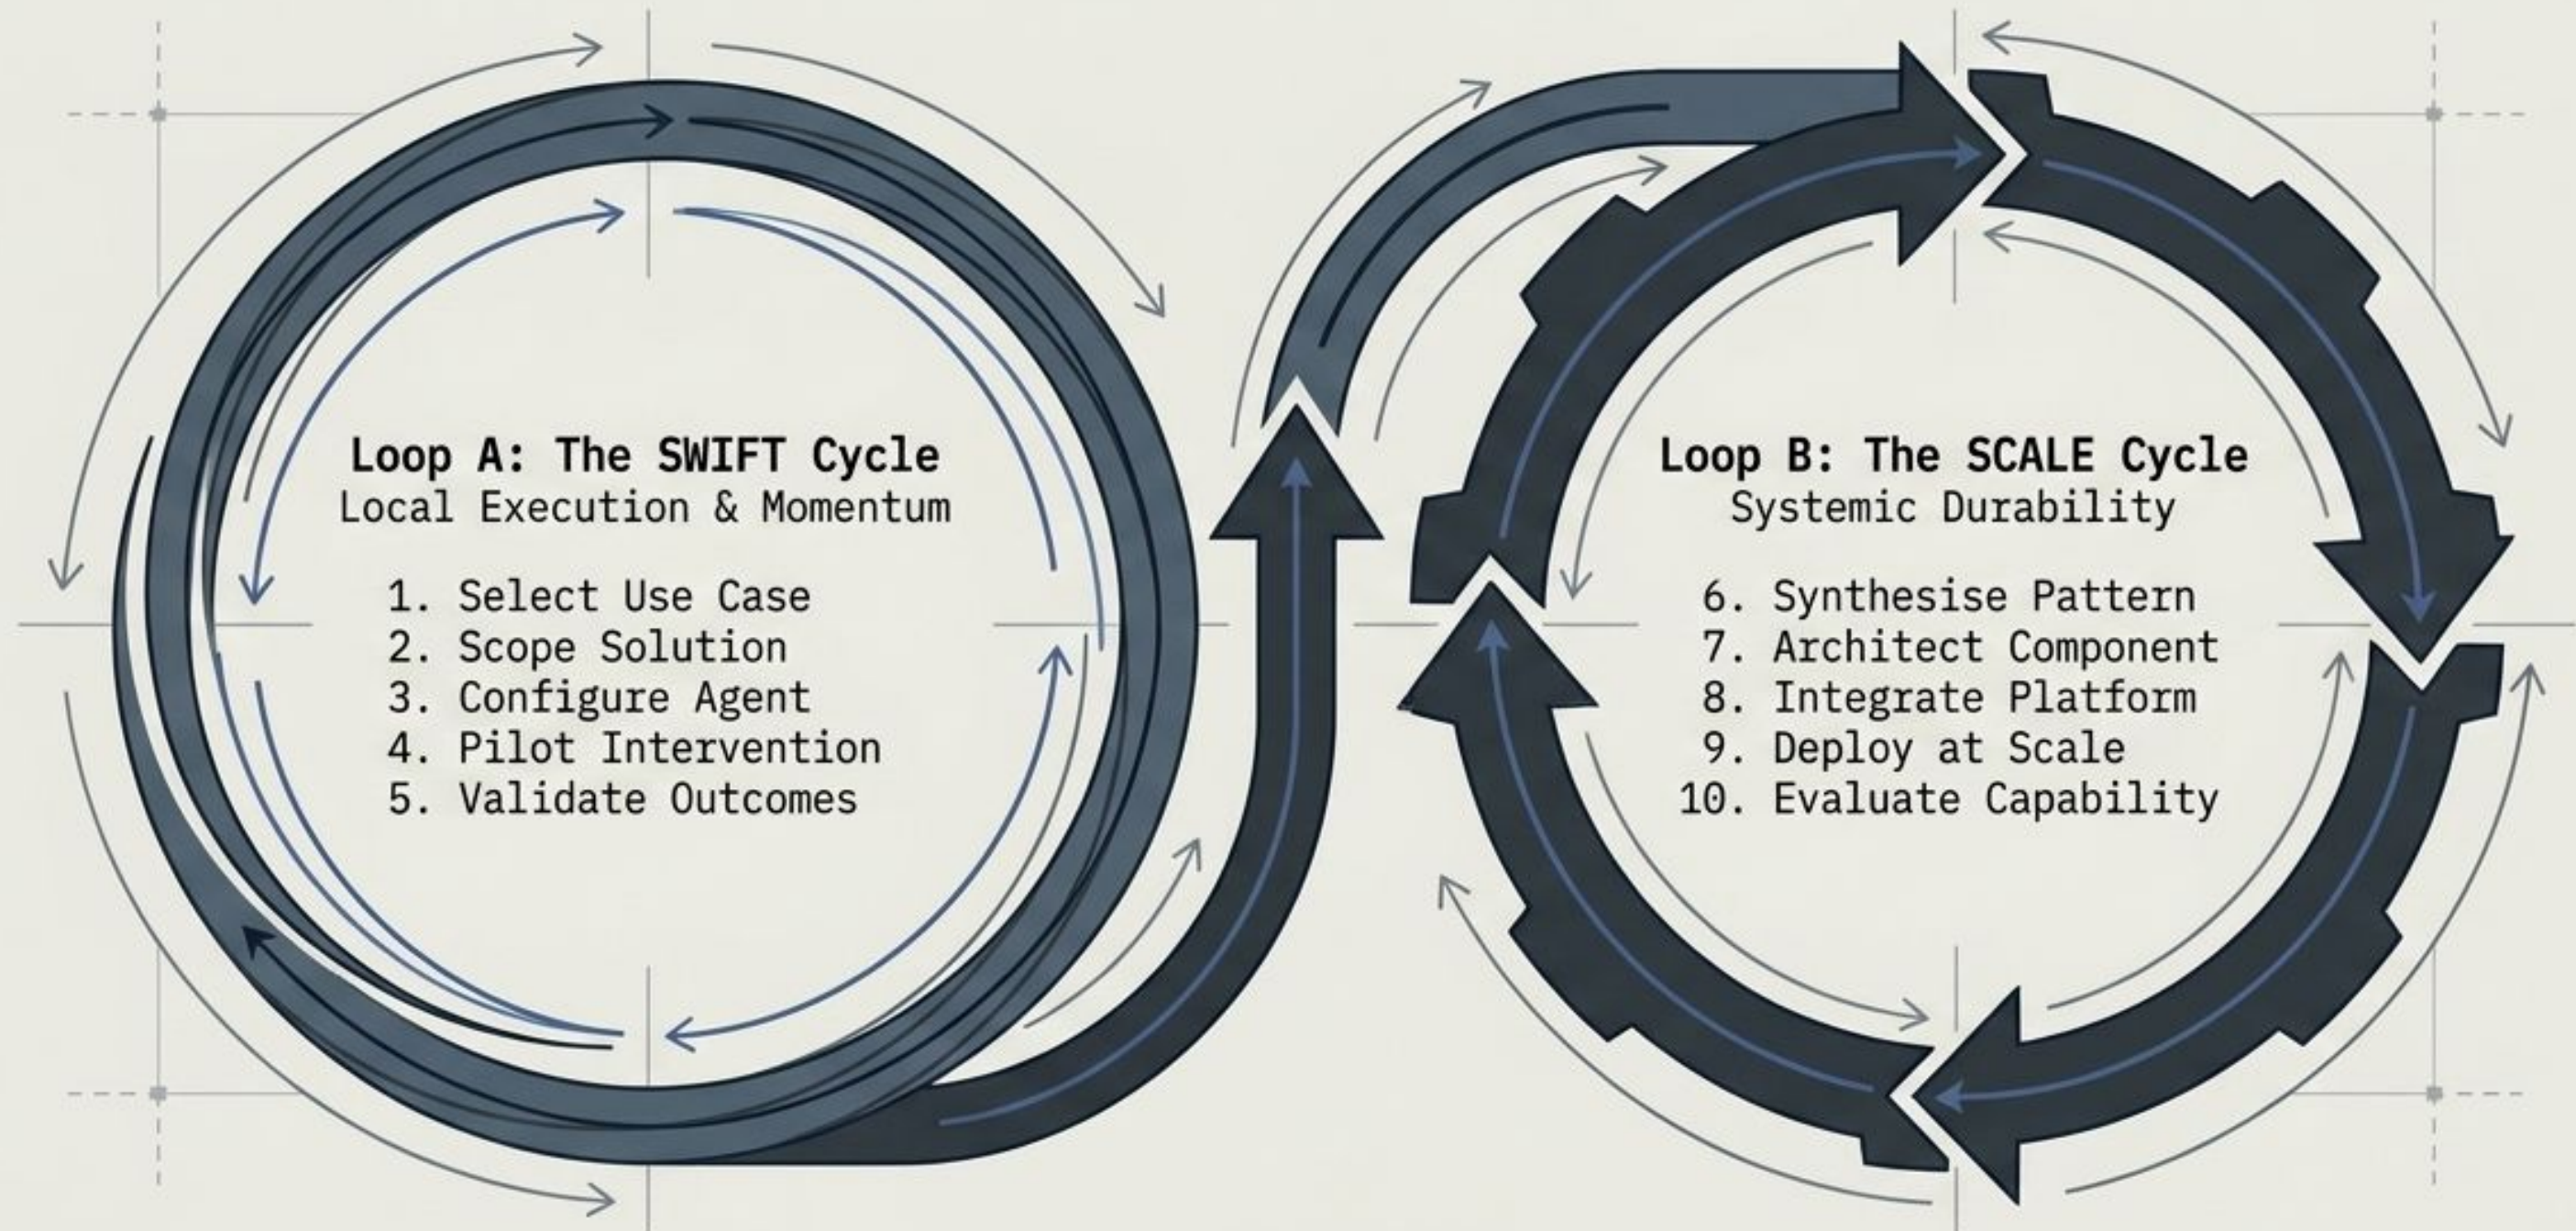 Loop A: The SWIFT Cycle
Local Execution & Momentum
1. Select Use Case
2. Scope Solution
3. Configure Agent
4. Pilot Intervention
5. Validate Outcomes
Loop B: The SCALE Cycle
Systemic Durability
6. Synthesise Pattern
7. Architect Component
8. Integrate Platform
9. Deploy at Scale
10. Evaluate Capability